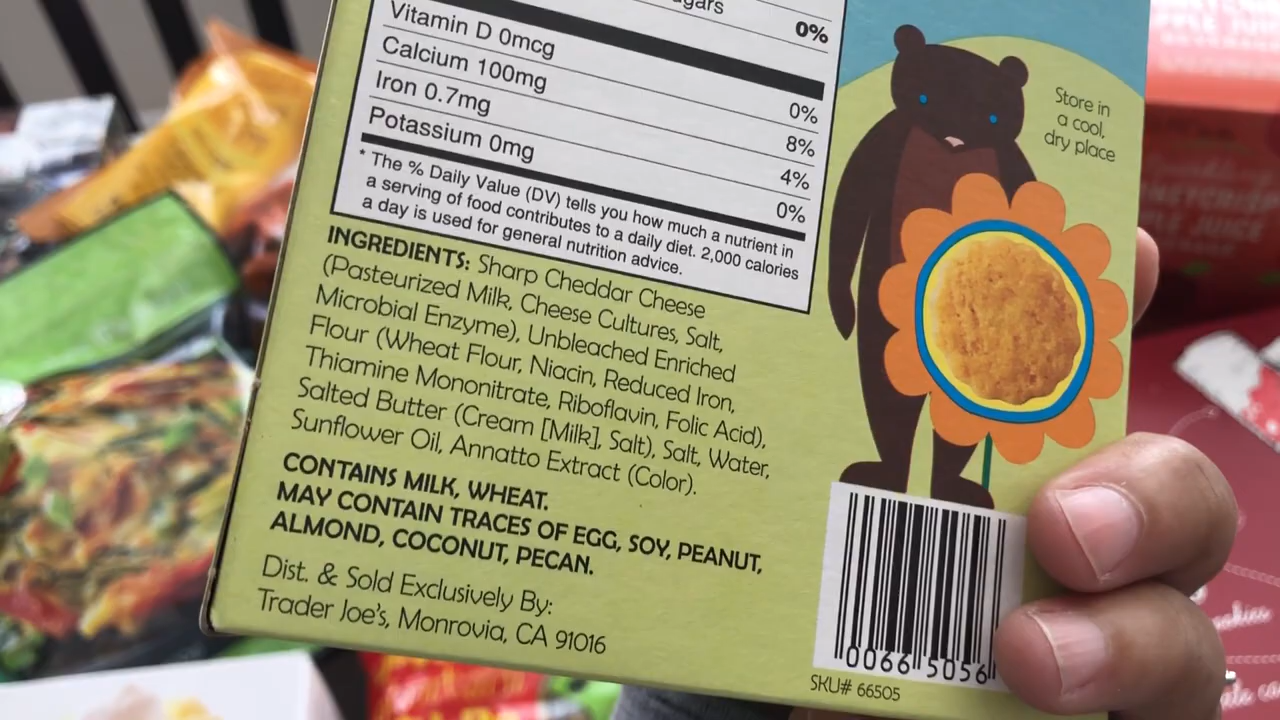 0%
Vitamin D 0mcg 0%
Calcium 100mg 8%
Iron 0.7mg 4%
Potassium 0mg 0%
* The % Daily Value (DV) tells you how much a nutrient in
a serving of food contributes to a daily diet. 2,000 calories
a day is used for general nutrition advice.
INGREDIENTS: Sharp Cheddar Cheese
(Pasteurized Milk, Cheese Cultures, Salt,
Microbial Enzyme), Unbleached Enriched
Flour (Wheat Flour, Niacin, Reduced Iron,
Thiamine Mononitrate, Riboflavin, Folic Acid),
Salted Butter (Cream [Milk], Salt), Salt, Water,
Sunflower Oil, Annatto Extract (Color).
CONTAINS MILK, WHEAT.
MAY CONTAIN TRACES OF EGG, SOY, PEANUT,
ALMOND, COCONUT, PECAN.
Dist. & Sold Exclusively By:
Trader Joe's, Monrovia, CA 91016
Store in
a cool,
dry place
0066 5056
SKU# 66505